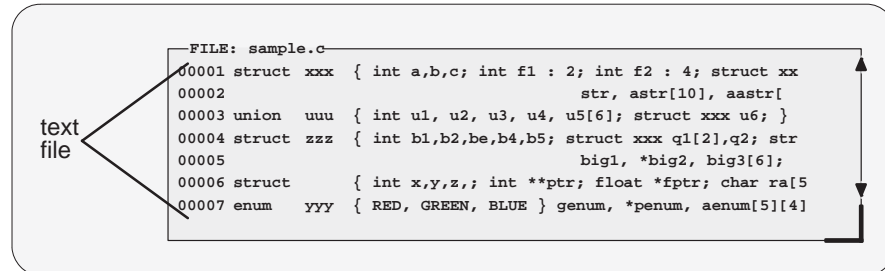 FILE: sample.c
00001 struct xxx { int a,b,c; int f1 : 2; int f2 : 4; struct xx
00002 str, astr[10], aastr[
00003 union uuu { int u1, u2, u3, u4, u5[6]; struct xxx u6; }
00004 struct zzz { int b1,b2,be,b4,b5; struct xxx q1[2],q2; str
00005 big1, *big2, big3[6];
00006 struct { int x,y,z,; int **ptr; float *fptr; char ra[5
00007 enum yyy { RED, GREEN, BLUE } genum, *penum, aenum[5][4]
text
file